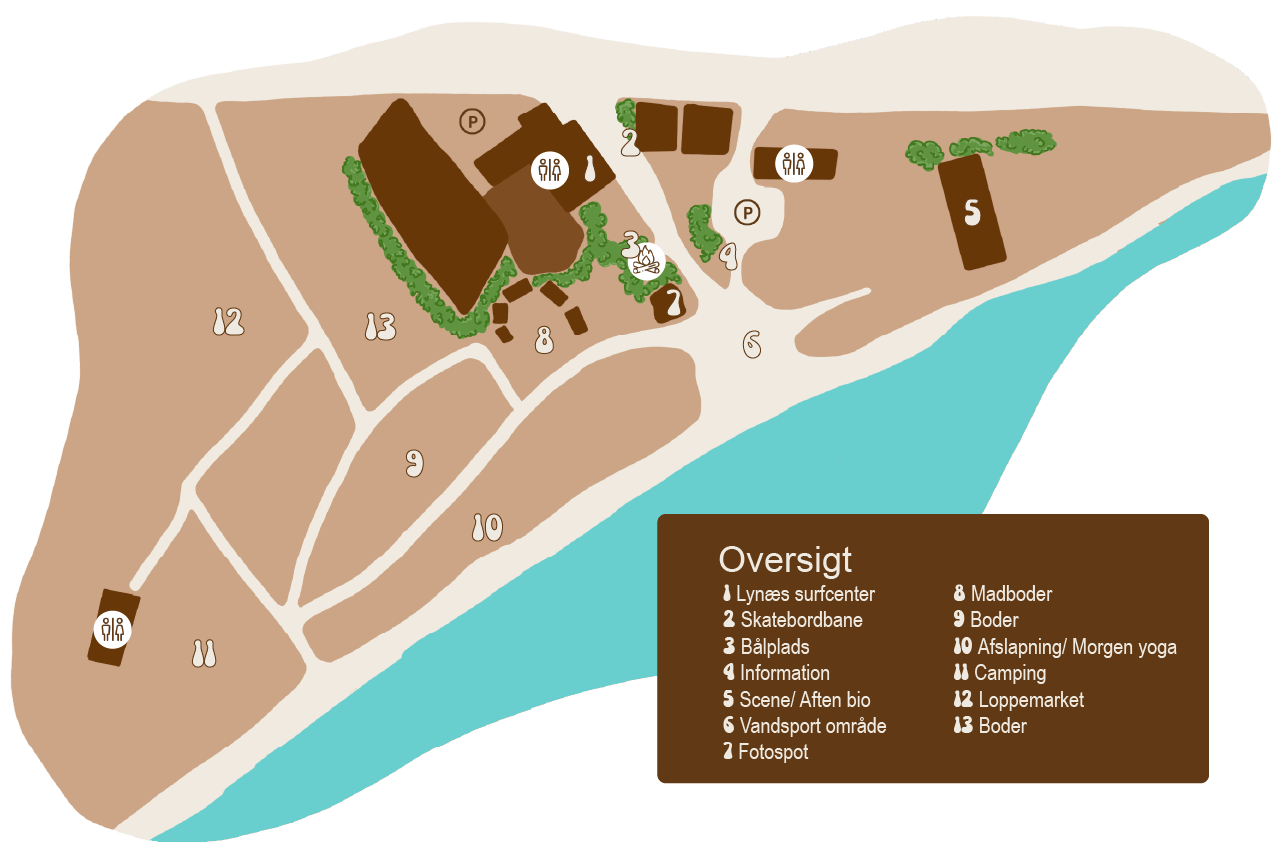 P
2
1
P
5
3
4
7
12
13
8
6
9
10
11
Oversigt
1 Lynæs surfcenter
2 Skatebordbane
3 Bålplads
4 Information
5 Scene/ Aften bio
6 Vandsport område
7 Fotospot
8 Madboder
9 Boder
10 Afslapning/ Morgen yoga
11 Camping
12 Loppemarket
13 Boder